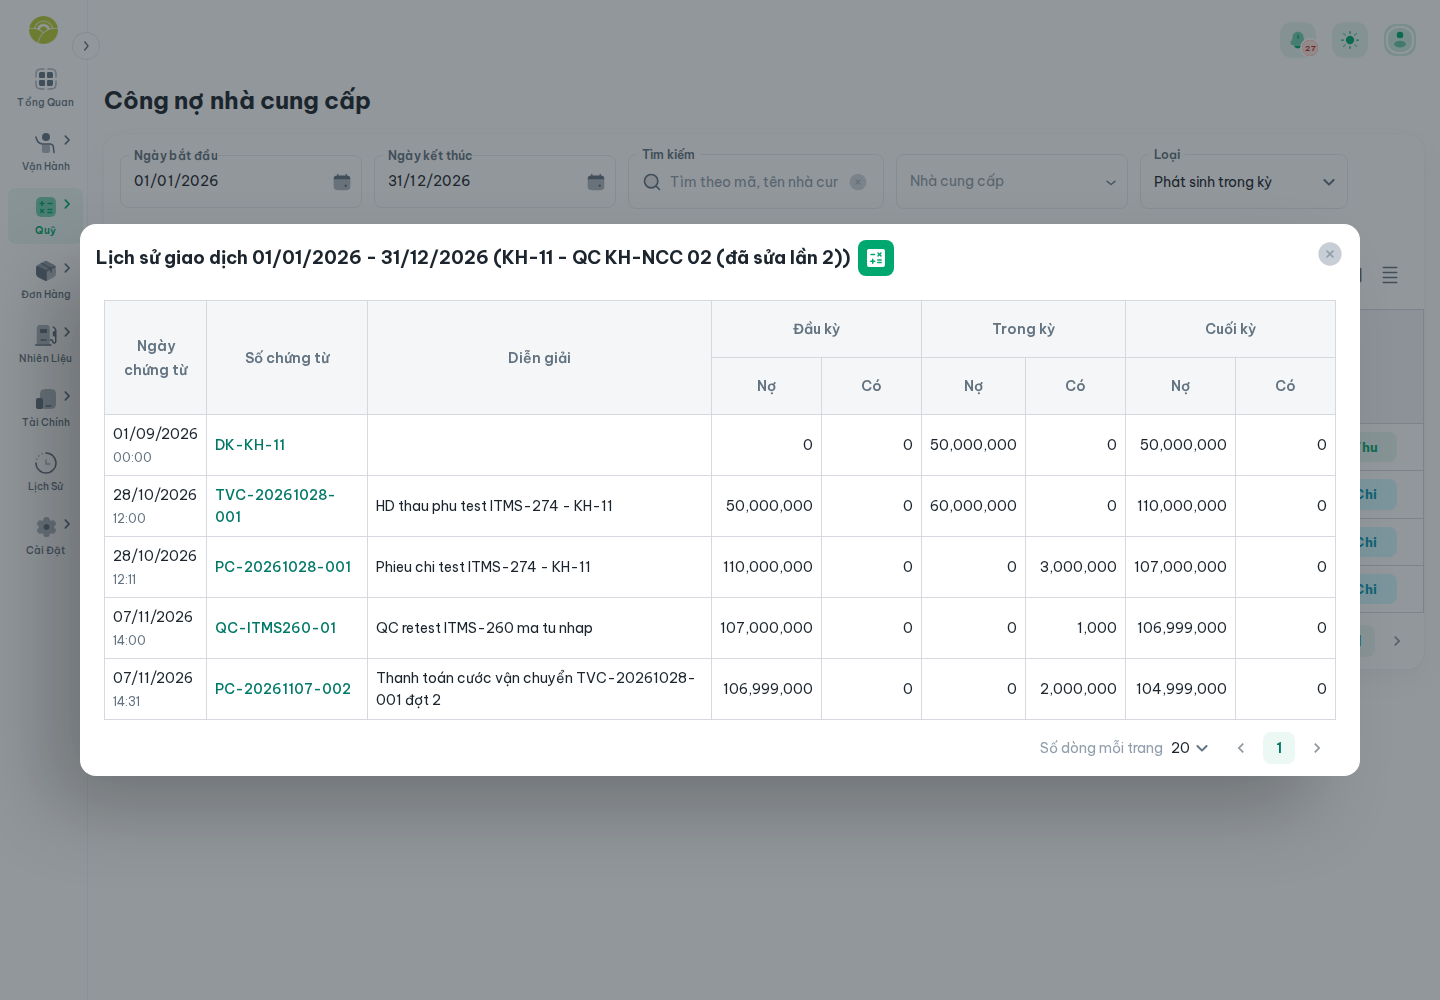 27
Tổng Quan
Vận Hành
Quỹ
Đơn Hàng
Nhiên Liệu
Tài Chính
Lịch Sử
Cài Đặt
Công nợ nhà cung cấp
Ngày bắt đầu
01/01/2026
Ngày kết thúc
31/12/2026
Tìm kiếm
Tìm theo mã, tên nhà cur
Nhà cung cấp
Loại
Phát sinh trong kỳ
Lịch sử giao dịch 01/01/2026 - 31/12/2026 (KH-11 - QC KH-NCC 02 (đã sửa lần 2))
Ngày chứng từ Số chứng từ Diễn giải Đầu kỳ Trong kỳ Cuối kỳ
Nợ Có Nợ Có Nợ Có
01/09/2026 00:00 DK-KH-11 0 0 50,000,000 0 50,000,000 0
28/10/2026 12:00 TVC-20261028-001 HD thau phu test ITMS-274 - KH-11 50,000,000 0 60,000,000 0 110,000,000 0
28/10/2026 12:11 PC-20261028-001 Phieu chi test ITMS-274 - KH-11 110,000,000 0 0 3,000,000 107,000,000 0
07/11/2026 14:00 QC-ITMS260-01 QC retest ITMS-260 ma tu nhap 107,000,000 0 0 1,000 106,999,000 0
07/11/2026 14:31 PC-20261107-002 Thanh toán cước vận chuyển TVC-20261028-001 đợt 2 106,999,000 0 0 2,000,000 104,999,000 0
Số dòng mỗi trang 20 1
Chi
Chi
Chi